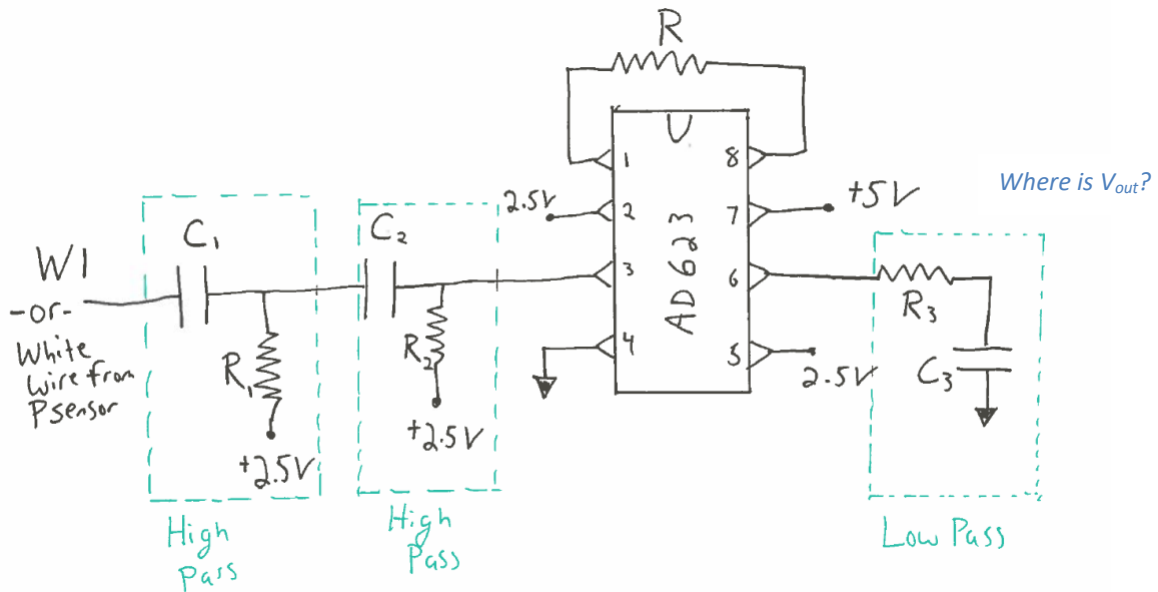 R
U
1
8
Where is Vout?
2.5V
2
7
+5V
C1
C2
AD623
W1
-or-
White
wire from
Psensor
3
6
R3
R1
R2
4
5
2.5V
C3
+2.5V
+2.5V
High
Pass
High
Pass
Low Pass